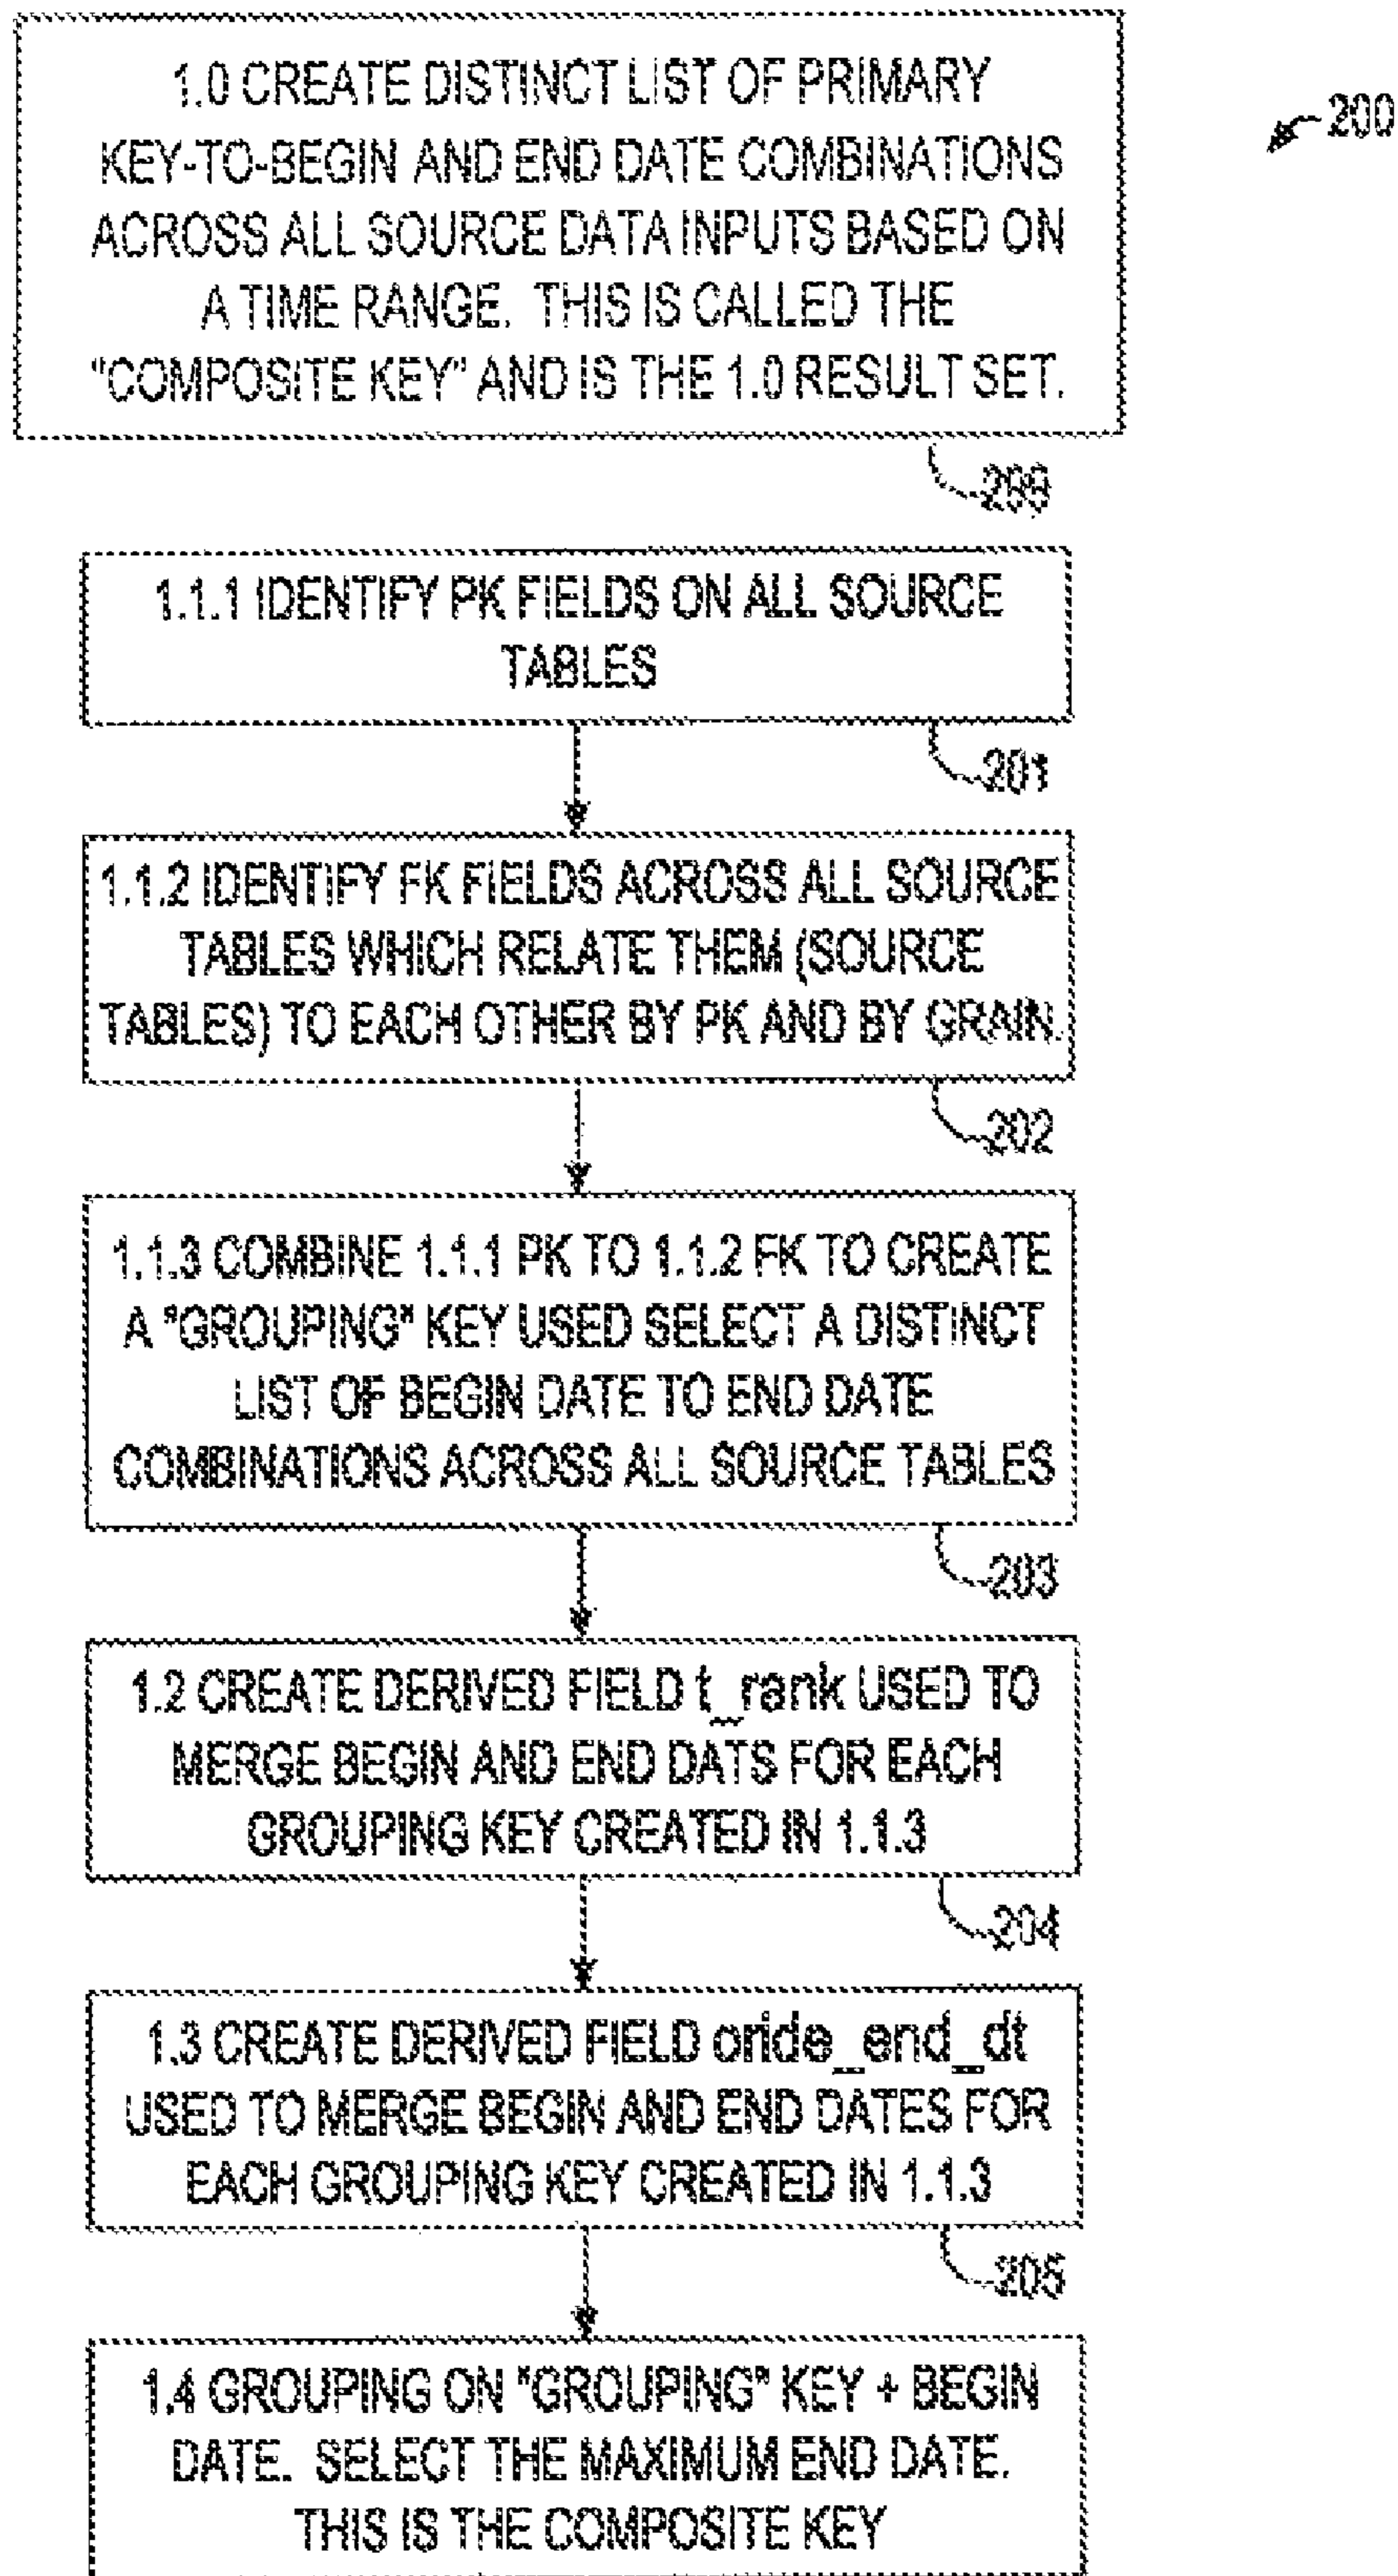 1.0 CREATE DISTINCT LIST OF PRIMARY
KEY-TO-BEGIN AND END DATE COMBINATIONS
ACROSS ALL SOURCE DATA INPUTS BASED ON
A TIME RANGE. THIS IS CALLED THE
"COMPOSITE KEY" AND IS THE 1.0 RESULT SET.
200
1.1.1 IDENTIFY PK FIELDS ON ALL SOURCE
TABLES
201
1.1.2 IDENTIFY FK FIELDS ACROSS ALL SOURCE
TABLES WHICH RELATE THEM (SOURCE
TABLES) TO EACH OTHER BY PK AND BY GRAIN.
202
1.1.3 COMBINE 1.1.1 PK TO 1.1.2 FK TO CREATE
A "GROUPING" KEY USED SELECT A DISTINCT
LIST OF BEGIN DATE TO END DATE
COMBINATIONS ACROSS ALL SOURCE TABLES
203
1.2 CREATE DERIVED FIELD t_rank USED TO
MERGE BEGIN AND END DATS FOR EACH
GROUPING KEY CREATED IN 1.1.3
204
1.3 CREATE DERIVED FIELD oride_end_dt
USED TO MERGE BEGIN AND END DATES FOR
EACH GROUPING KEY CREATED IN 1.1.3
205
1.4 GROUPING ON "GROUPING" KEY + BEGIN
DATE. SELECT THE MAXIMUM END DATE.
THIS IS THE COMPOSITE KEY